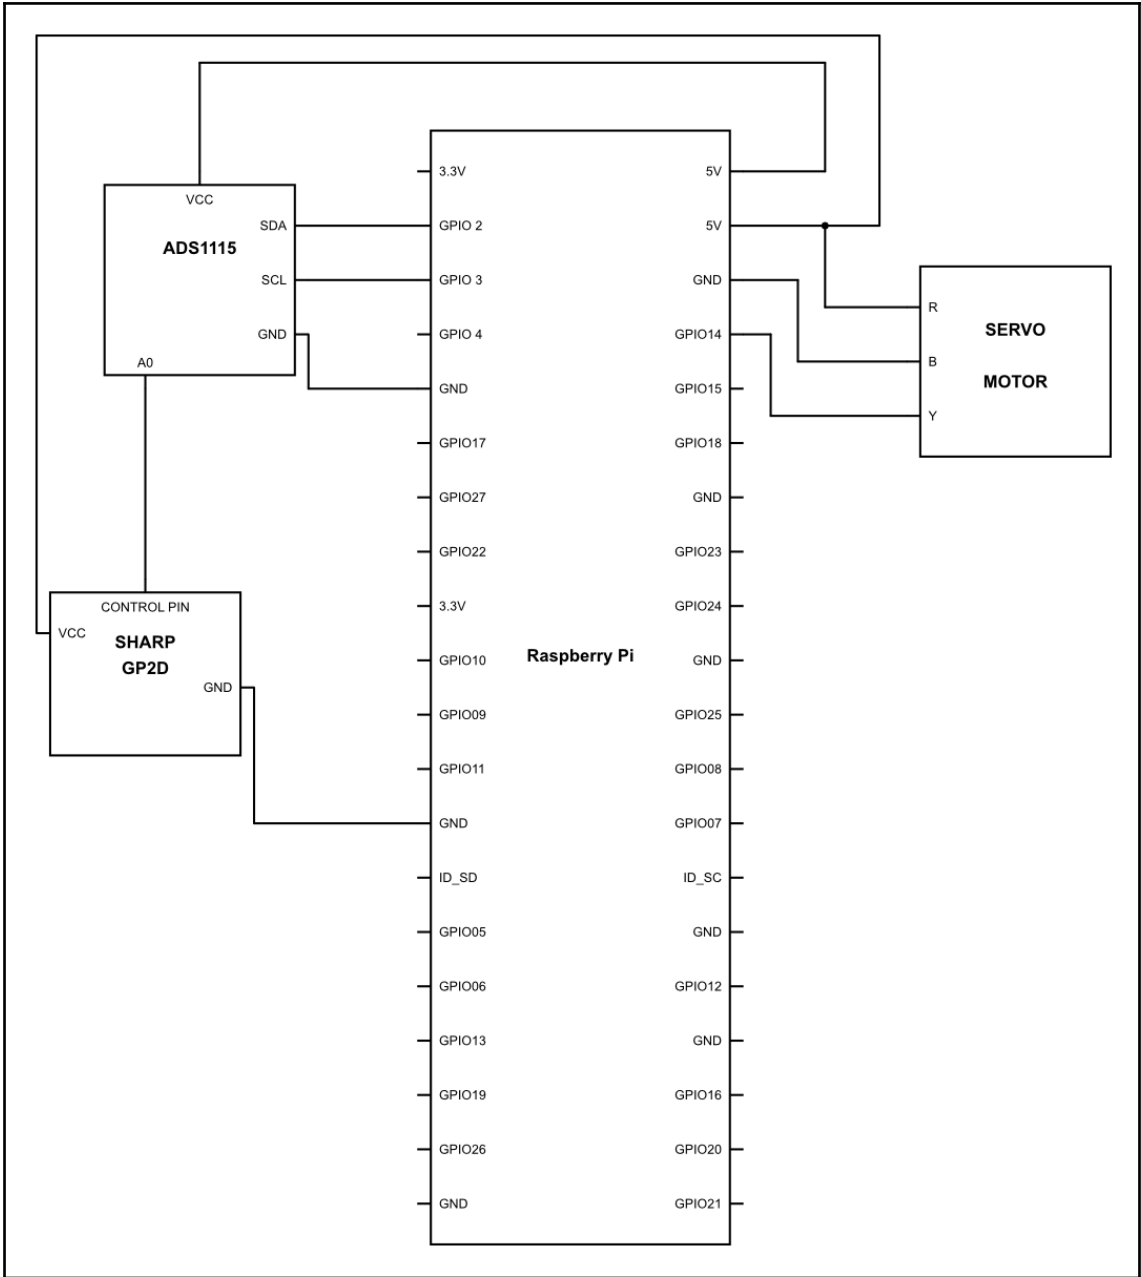 VCC
ADS1115
SDA
SCL
GND
A0
CONTROL PIN
VCC
SHARP
GP2D
GND
3.3V
GPIO 2
GPIO 3
GPIO 4
GND
GPIO17
GPIO27
GPIO22
3.3V
GPIO10
GPIO09
GPIO11
GND
ID_SD
GPIO05
GPIO06
GPIO13
GPIO19
GPIO26
GND
Raspberry Pi
5V
5V
GND
GPIO14
GPIO15
GPIO18
GND
GPIO23
GPIO24
GND
GPIO25
GPIO08
GPIO07
ID_SC
GND
GPIO12
GND
GPIO16
GPIO20
GPIO21
R
B
Y
SERVO
MOTOR